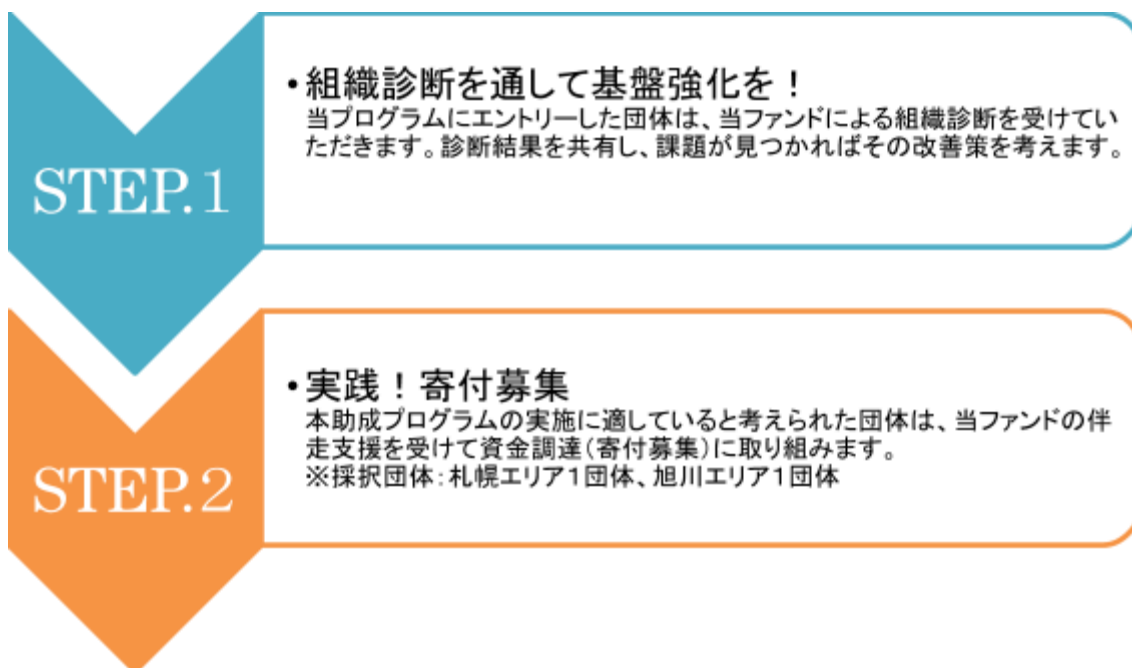 STEP.1
・組織診断を通して基盤強化を！
当プログラムにエントリーした団体は、当ファンドによる組織診断を受けてい
ただきます。診断結果を共有し、課題が見つかればその改善策を考えます。
STEP.2
・実践！寄付募集
本助成プログラムの実施に適していると考えられた団体は、当ファンドの伴
走支援を受けて資金調達（寄付募集）に取り組みます。
※採択団体：札幌エリア１団体、旭川エリア１団体